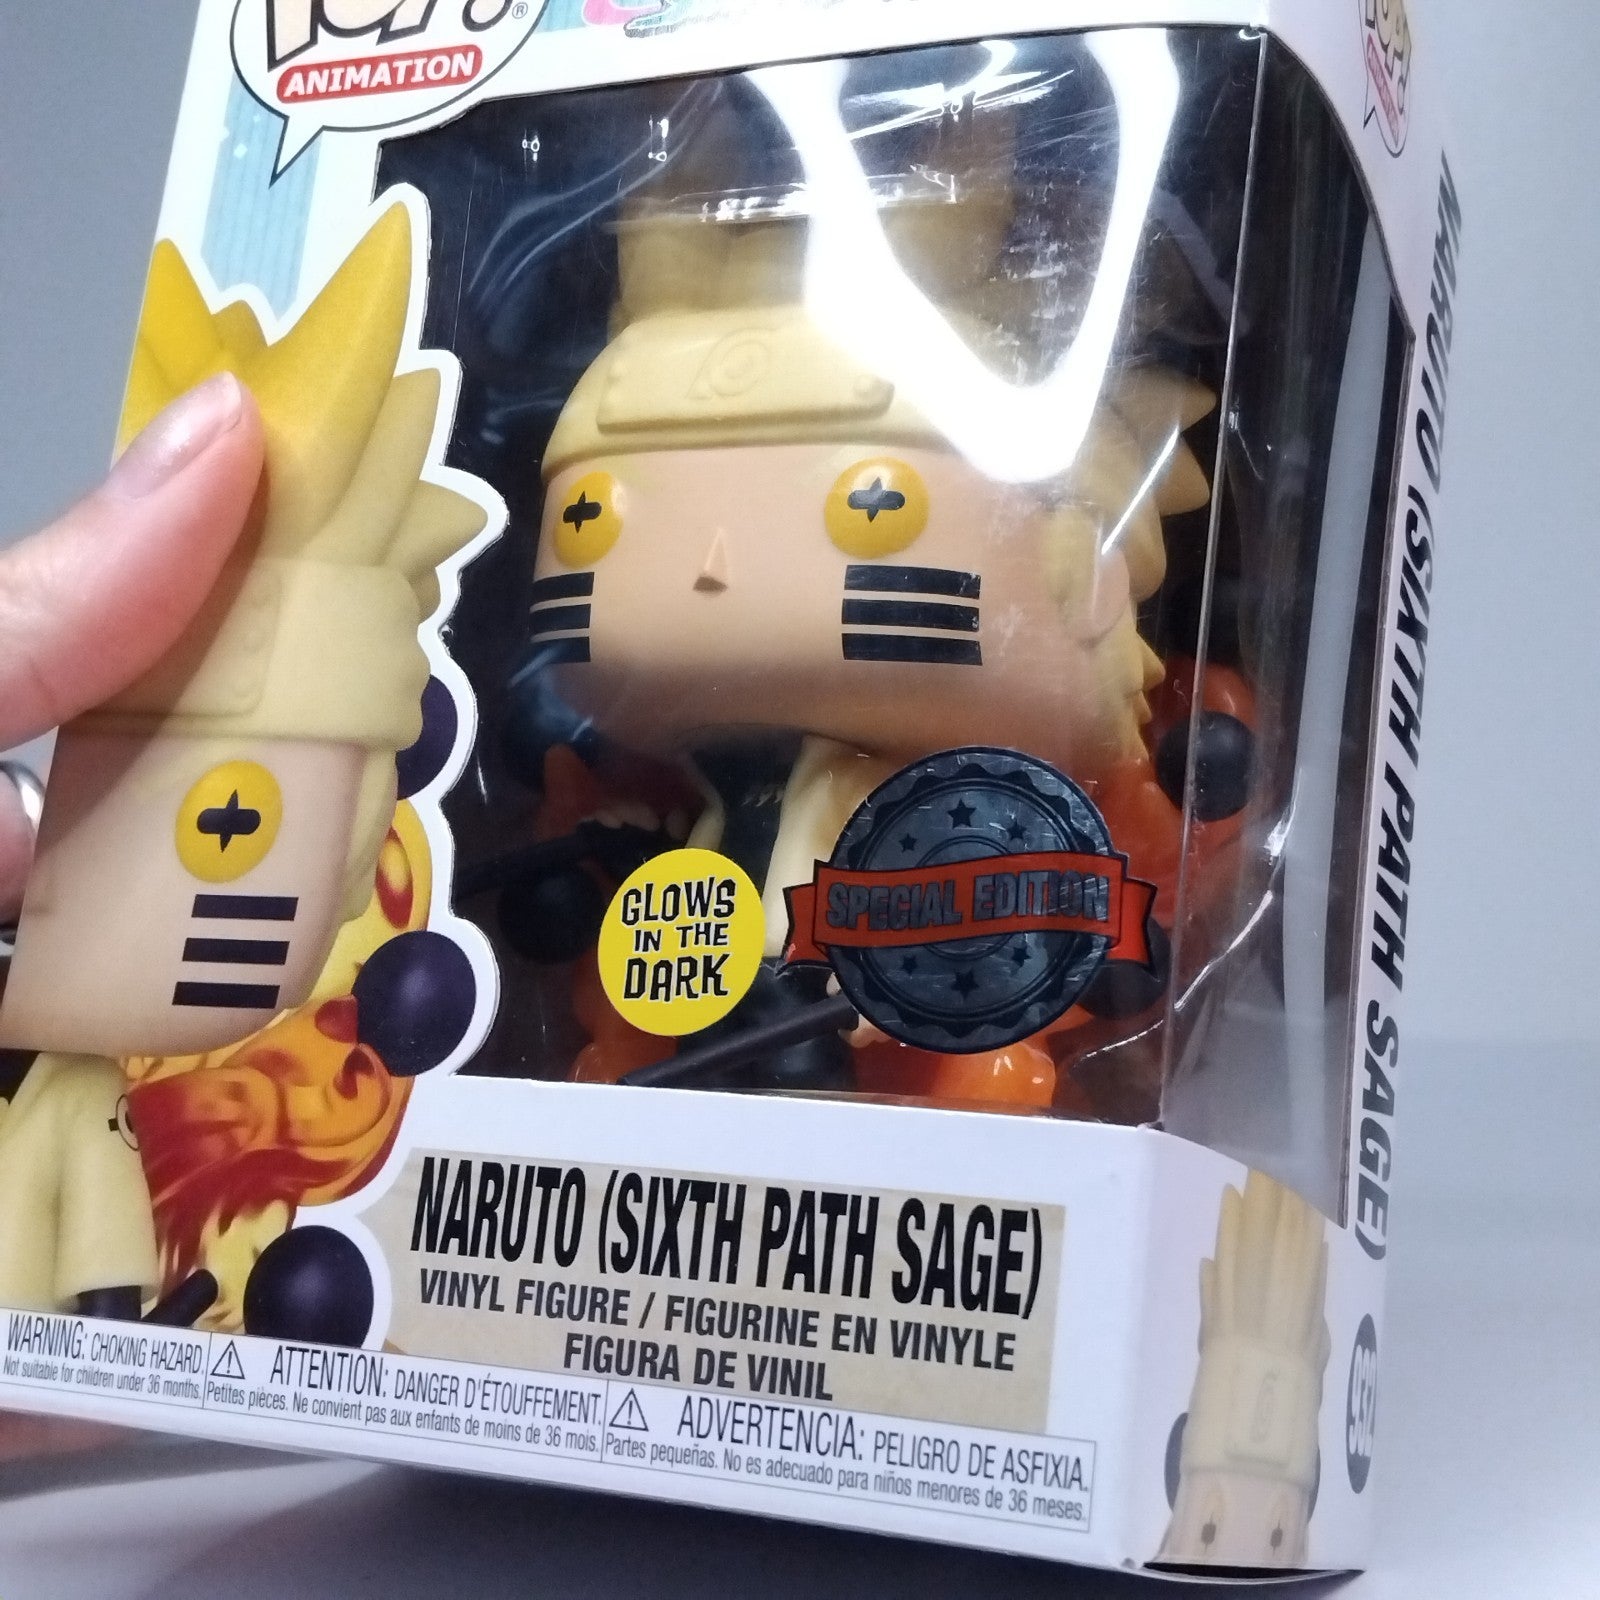 POP!®
ANIMATION
GLOWS
IN THE
DARK
SPECIAL EDITION
NARUTO (SIXTH PATH SAGE)
VINYL FIGURE / FIGURINE EN VINYLE
FIGURA DE VINIL
WARNING: CHOKING HAZARD.
Not suitable for children under 36 months.
ATTENTION: DANGER D'ÉTOUFFEMENT.
Petites pièces. Ne convient pas aux enfants de moins de 36 mois.
ADVERTENCIA: PELIGRO DE ASFIXIA.
Partes pequeñas. No es adecuado para niños menores de 36 meses.
NARUTO (SIXTH PATH SAGE)
932